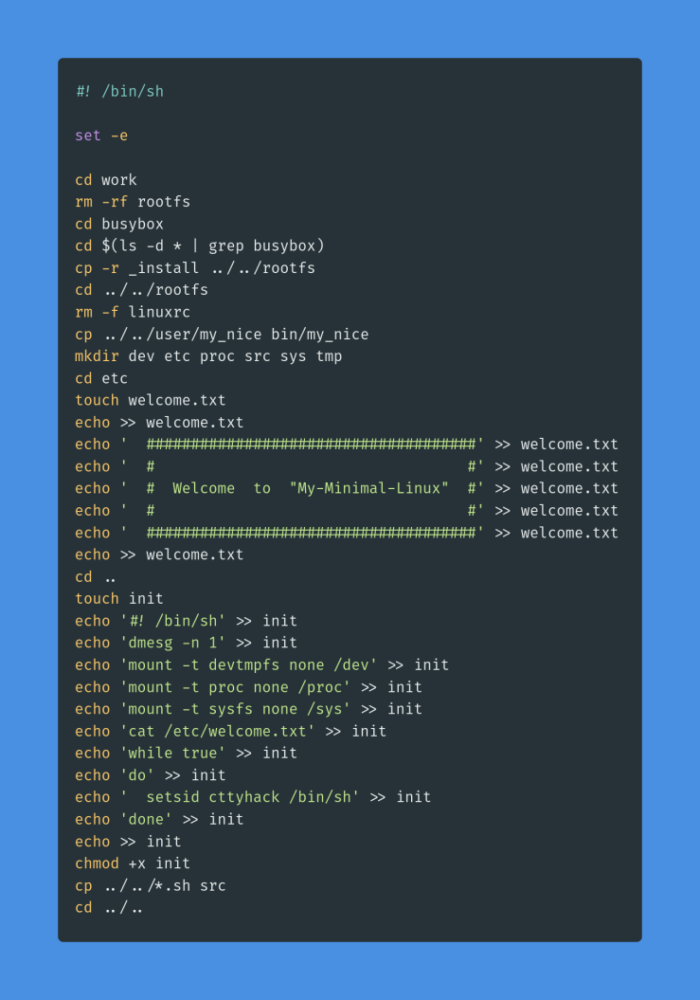 #! /bin/sh

set -e

cd work
rm -rf rootfs
cd busybox
cd $(ls -d * | grep busybox)
cp -r _install ../../rootfs
cd ../../rootfs
rm -f linuxrc
cp ../../user/my_nice bin/my_nice
mkdir dev etc proc src sys tmp
cd etc
touch welcome.txt
echo >> welcome.txt
echo '  #####################################' >> welcome.txt
echo '  #                                   #' >> welcome.txt
echo '  #  Welcome  to  "My-Minimal-Linux"  #' >> welcome.txt
echo '  #                                   #' >> welcome.txt
echo '  #####################################' >> welcome.txt
echo >> welcome.txt
cd ..
touch init
echo '#! /bin/sh' >> init
echo 'dmesg -n 1' >> init
echo 'mount -t devtmpfs none /dev' >> init
echo 'mount -t proc none /proc' >> init
echo 'mount -t sysfs none /sys' >> init
echo 'cat /etc/welcome.txt' >> init
echo 'while true' >> init
echo 'do' >> init
echo '  setsid cttyhack /bin/sh' >> init
echo 'done' >> init
echo >> init
chmod +x init
cp ../../*.sh src
cd ../..